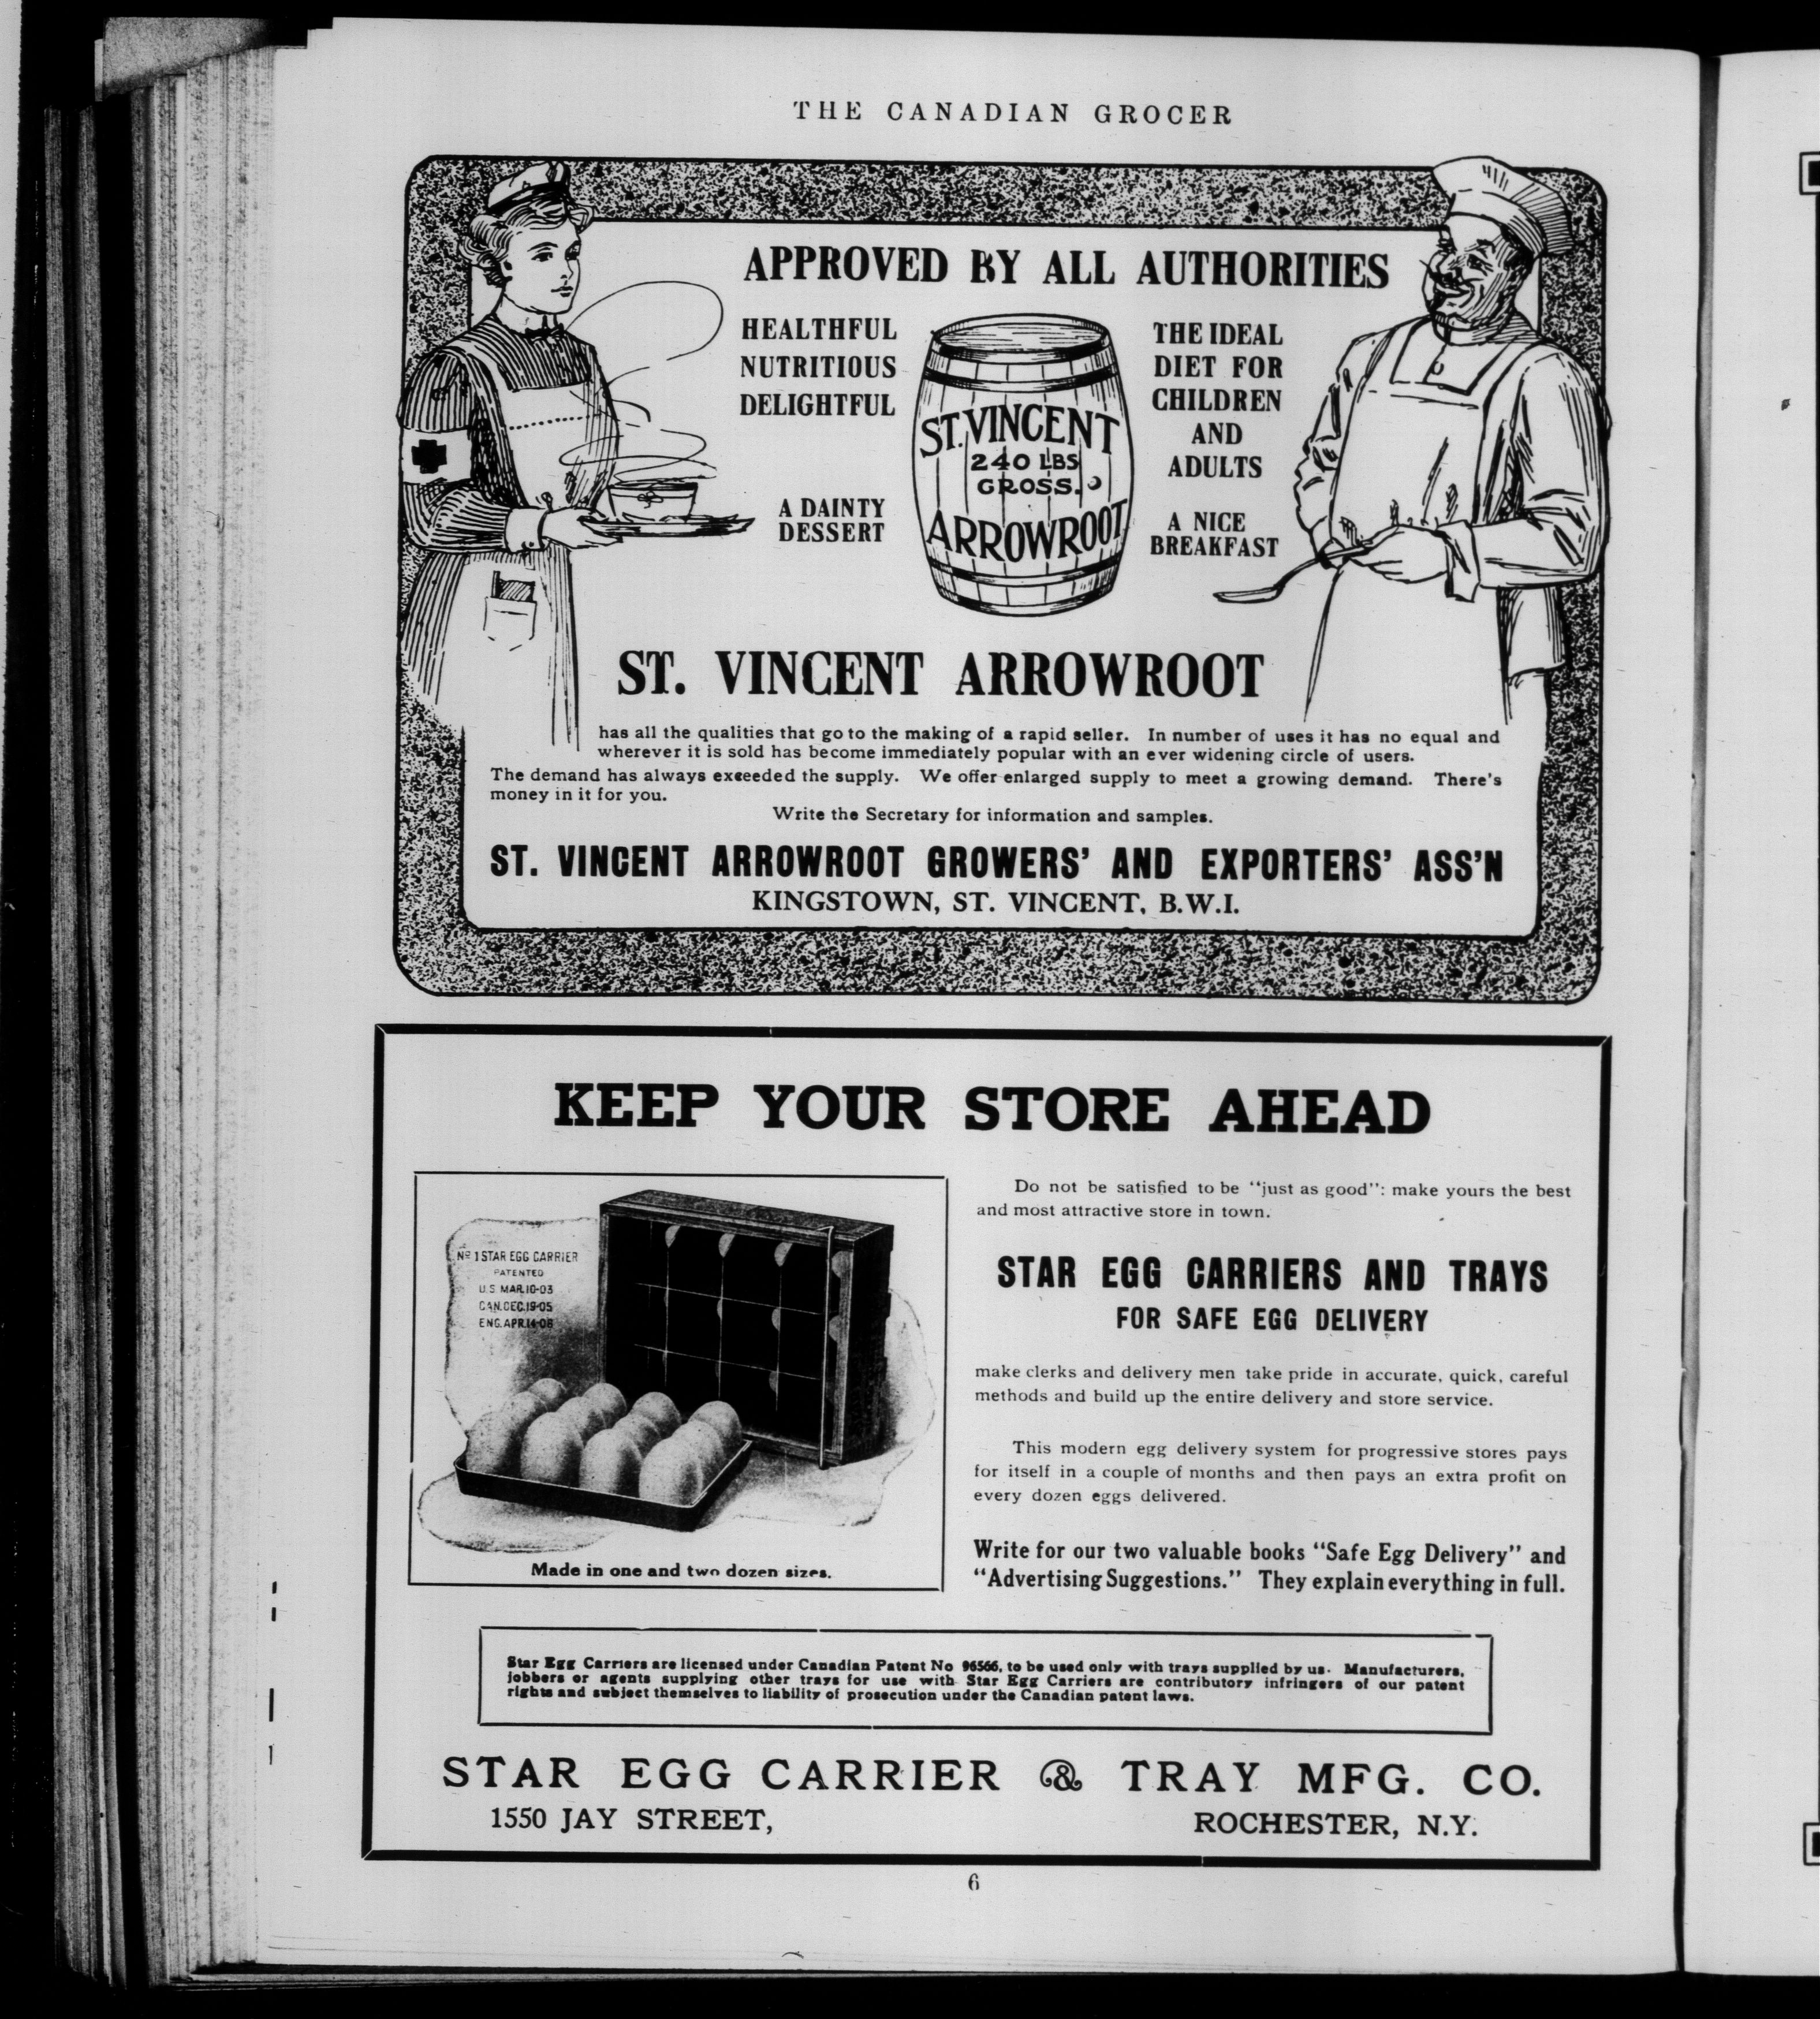 THE CANADIAN GROCER
APPROVED BY ALL AUTHORITIES
HEALTHFUL
NUTRITIOUS
DELIGHTFUL
A DAINTY
DESSERT
ST. VINCENT
240 LBS
GROSS.
ARROWROOT
THE IDEAL
DIET FOR
CHILDREN
AND
ADULTS
A NICE
BREAKFAST
ST. VINCENT ARROWROOT
has all the qualities that go to the making of a rapid seller. In number of uses it has no equal and
wherever it is sold has become immediately popular with an ever widening circle of users.
The demand has always exceeded the supply. We offer enlarged supply to meet a growing demand. There's
money in it for you.
Write the Secretary for information and samples.
ST. VINCENT ARROWROOT GROWERS' AND EXPORTERS' ASS'N
KINGSTOWN, ST. VINCENT, B.W.I.
KEEP YOUR STORE AHEAD
No 1 STAR EGG CARRIER
PATENTED
U.S. MAR.10-03
CAN. DEC.19-05
ENG. APR.14-06
Made in one and two dozen sizes.
Do not be satisfied to be "just as good": make yours the best
and most attractive store in town.
STAR EGG CARRIERS AND TRAYS
FOR SAFE EGG DELIVERY
make clerks and delivery men take pride in accurate, quick, careful
methods and build up the entire delivery and store service.
This modern egg delivery system for progressive stores pays
for itself in a couple of months and then pays an extra profit on
every dozen eggs delivered.
Write for our two valuable books "Safe Egg Delivery" and
"Advertising Suggestions." They explain everything in full.
Star Egg Carriers are licensed under Canadian Patent No 96566, to be used only with trays supplied by us. Manufacturers,
jobbers or agents supplying other trays for use with Star Egg Carriers are contributory infringers of our patent
rights and subject themselves to liability of prosecution under the Canadian patent laws.
STAR EGG CARRIER & TRAY MFG. CO.
1550 JAY STREET, ROCHESTER, N.Y.
6